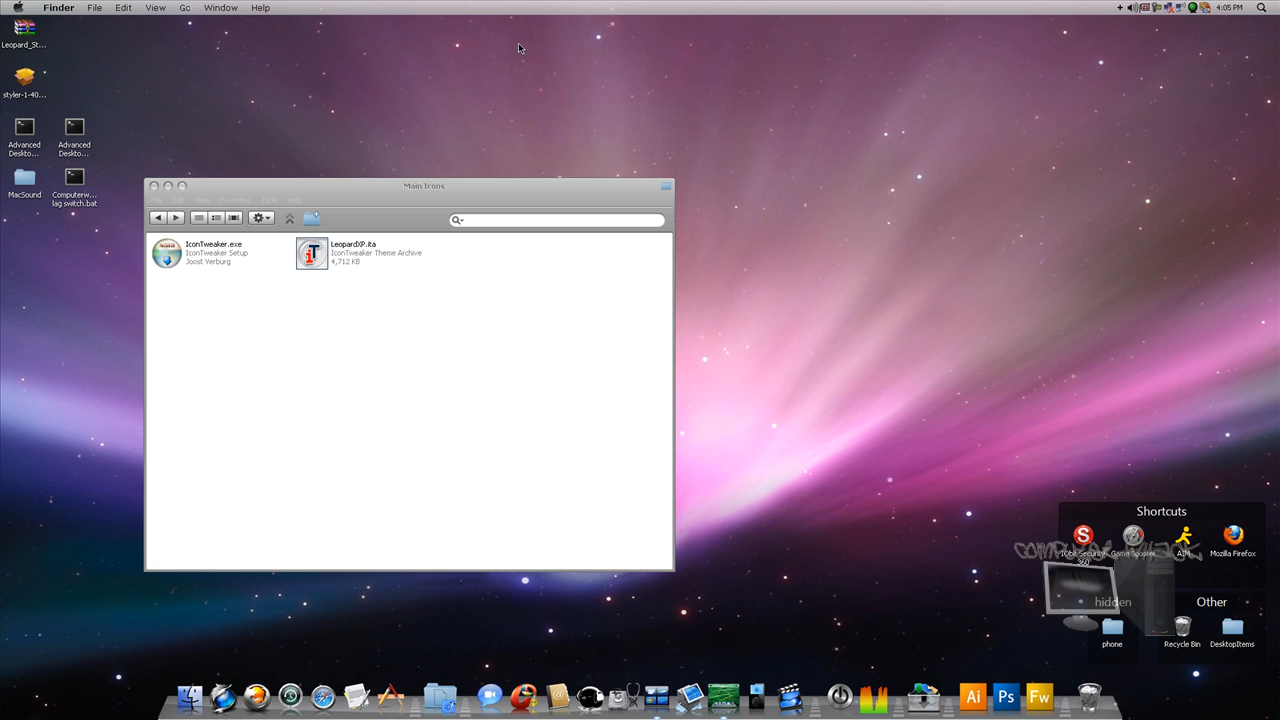 Finder File Edit View Go Window Help
4:05 PM
Leopard_St...
styler-1-40...
Advanced Deskto...
Advanced Deskto...
MacSound
Computerw... lag switch.bat
Main Icons
File Edit View Favorites Tools Help
IconTweaker.exe
IconTweaker Setup
Joost Verburg
LeopardXP.ita
IconTweaker Theme Archive
4,712 KB
Shortcuts
IObit Security 360
Game Booster
AIM
Mozilla Firefox
hidden
Other
phone
Recycle Bin
DesktopItems
Ai
Ps
Fw